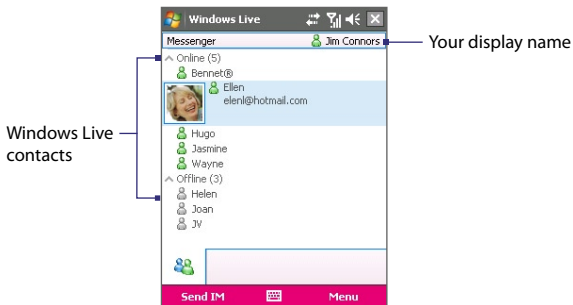 Windows Live
Messenger Jim Connors
Your display name
Online (5)
Bennet®
Ellen
elenl@hotmail.com
Windows Live
contacts
Hugo
Jasmine
Wayne
Offline (3)
Helen
Joan
JV
Send IM Menu